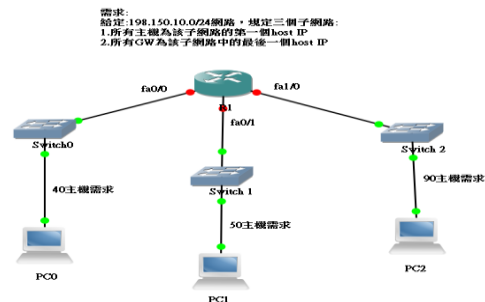 需求:
給定:198.150.10.0/24網路，規定三個子網路:
1.所有主機為該子網路的第一個host IP
2.所有GW為該子網路中的最後一個host IP
fa0/0
fa1/0
R1
fa0/1
Switch0
Switch 1
Switch 2
40主機需求
50主機需求
90主機需求
PC0
PC1
PC2